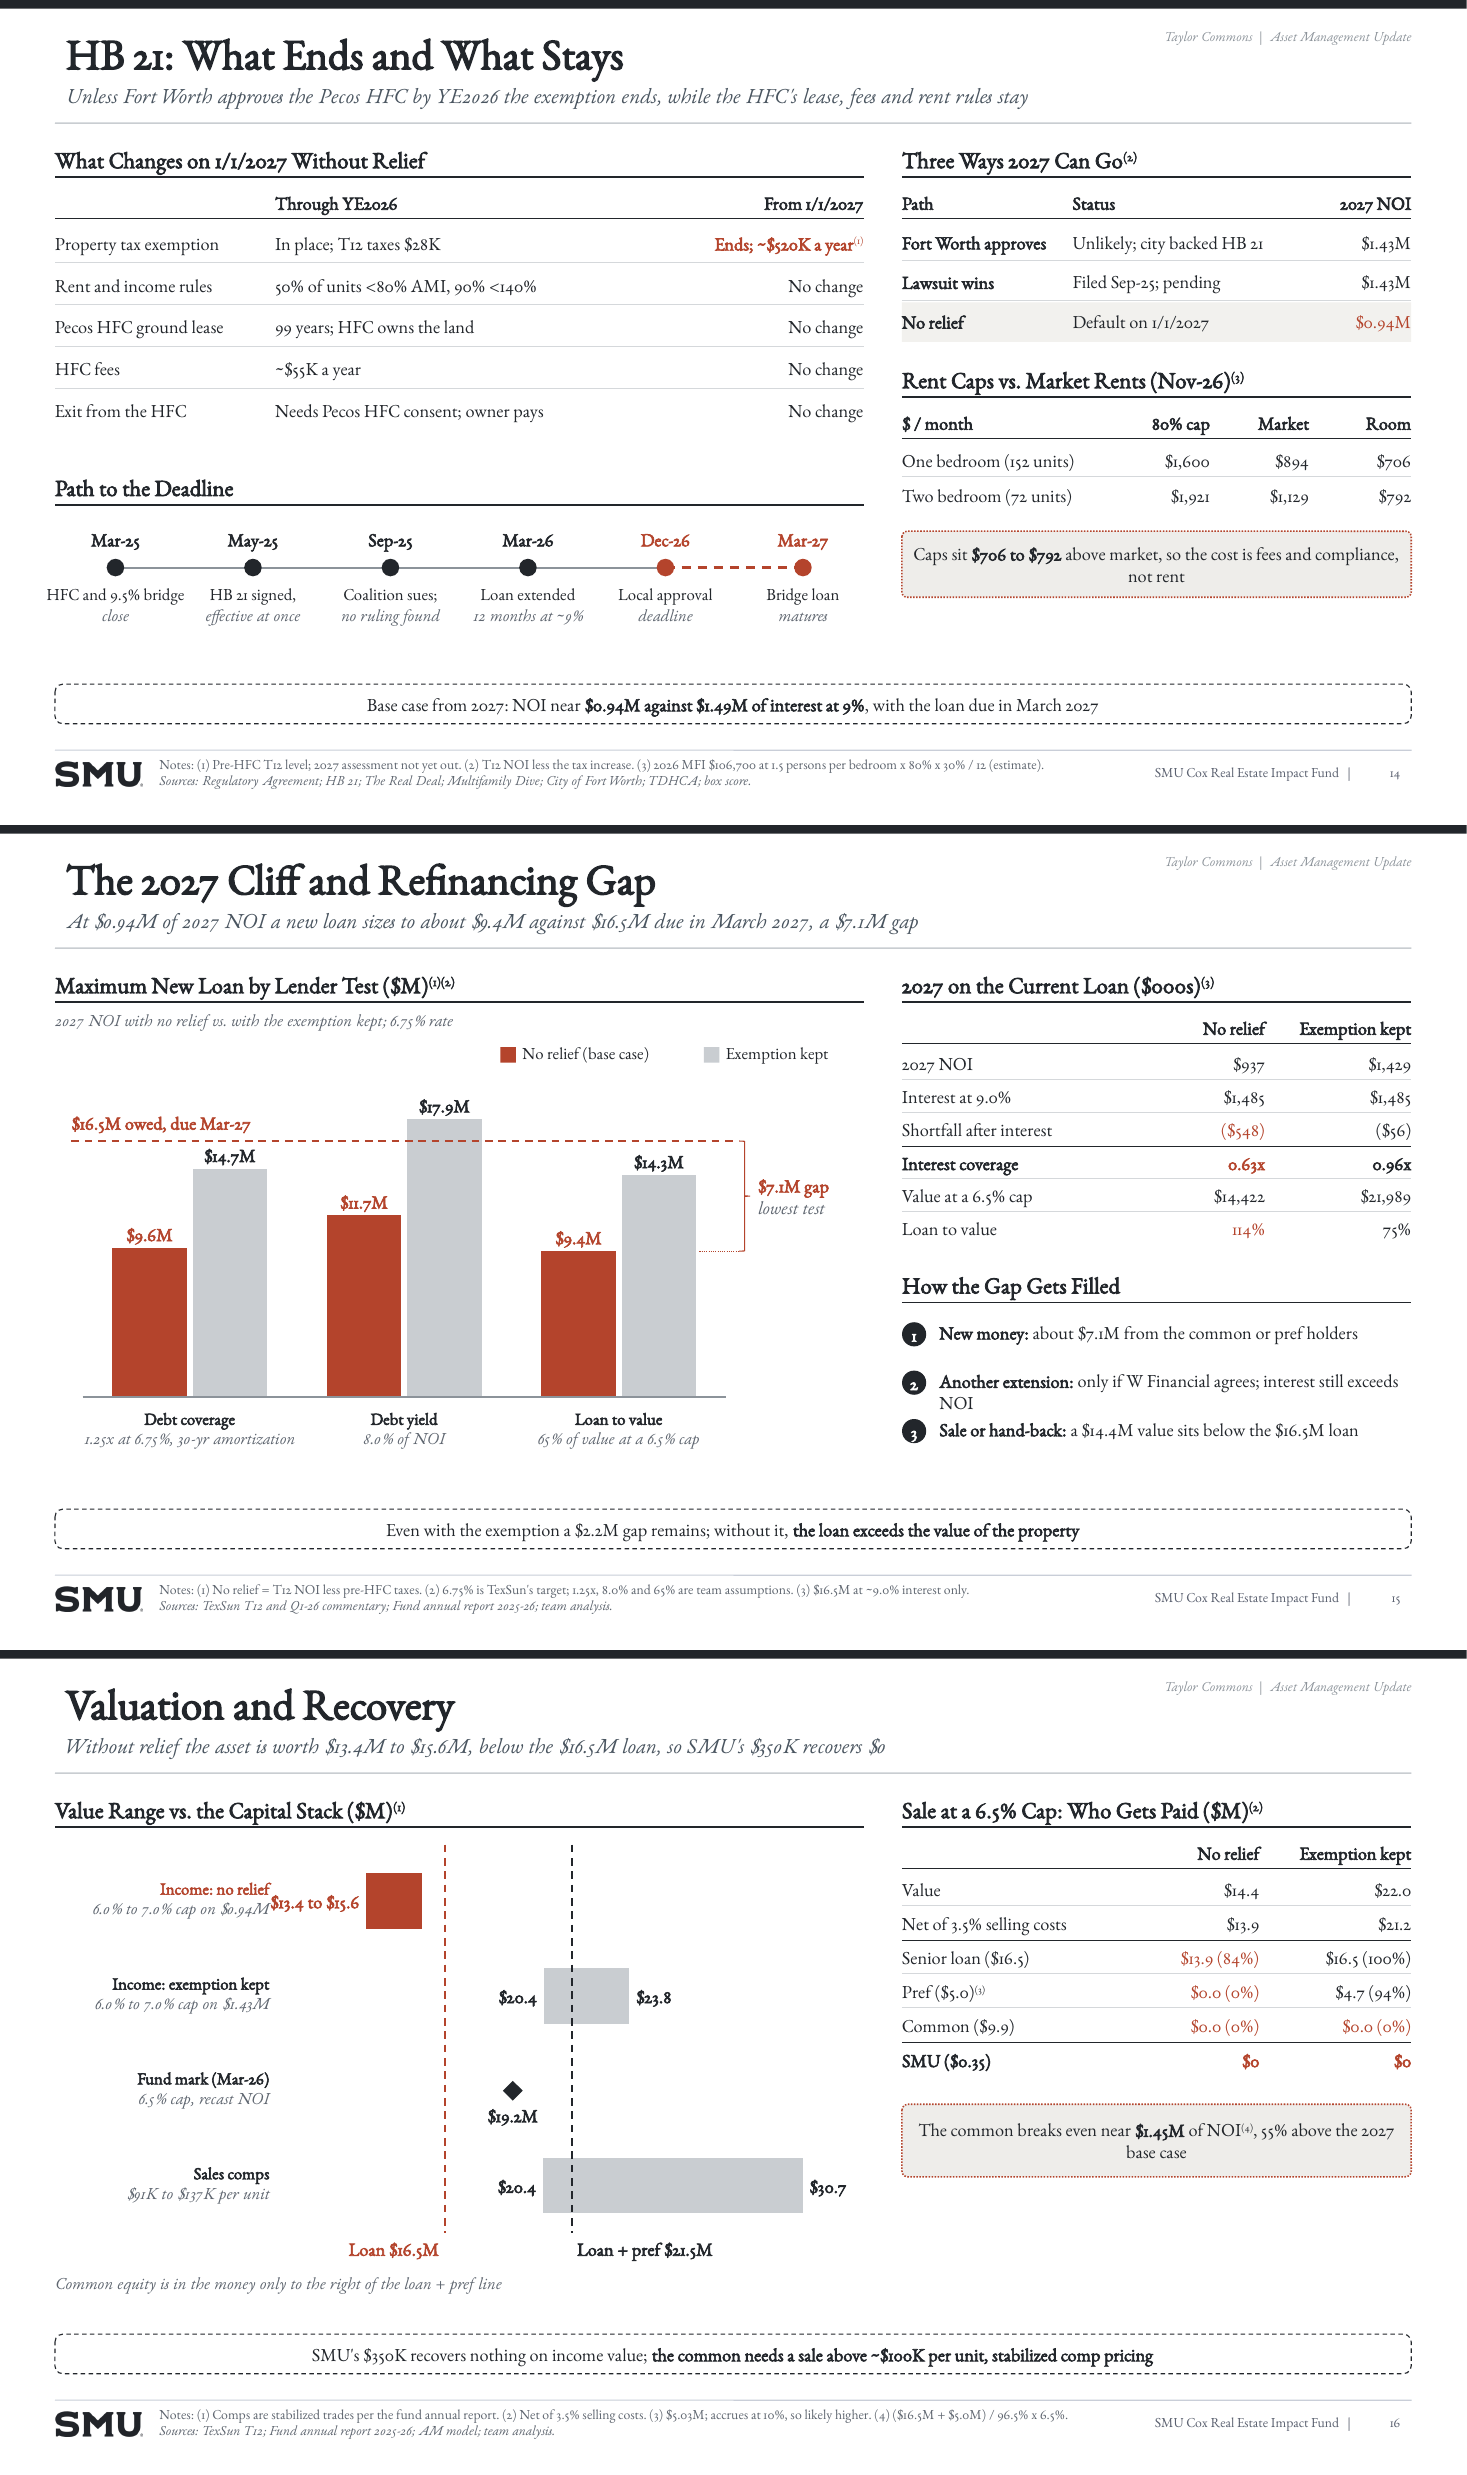 Taylor Commons | Asset Management Update
HB 21: What Ends and What Stays
Unless Fort Worth approves the Pecos HFC by YE2026 the exemption ends, while the HFC's lease, fees and rent rules stay
What Changes on 1/1/2027 Without Relief
Through YE2026 From 1/1/2027
Property tax exemption In place; T12 taxes $28K Ends; ~$520K a year(1)
Rent and income rules 50% of units <80% AMI, 90% <140% No change
Pecos HFC ground lease 99 years; HFC owns the land No change
HFC fees ~$55K a year No change
Exit from the HFC Needs Pecos HFC consent; owner pays No change
Path to the Deadline
Mar-25 May-25 Sep-25 Mar-26 Dec-26 Mar-27
HFC and 9.5% bridge HB 21 signed, Coalition sues; Loan extended Local approval Bridge loan
close effective at once no ruling found 12 months at ~9% deadline matures
Three Ways 2027 Can Go(2)
Path Status 2027 NOI
Fort Worth approves Unlikely; city backed HB 21 $1.43M
Lawsuit wins Filed Sep-25; pending $1.43M
No relief Default on 1/1/2027 $0.94M
Rent Caps vs. Market Rents (Nov-26)(3)
$ / month 80% cap Market Room
One bedroom (152 units) $1,600 $894 $706
Two bedroom (72 units) $1,921 $1,129 $792
Caps sit $706 to $792 above market, so the cost is fees and compliance,
not rent
Base case from 2027: NOI near $0.94M against $1.49M of interest at 9%, with the loan due in March 2027
SMU
Notes: (1) Pre-HFC T12 level; 2027 assessment not yet out. (2) T12 NOI less the tax increase. (3) 2026 MFI $106,700 at 1.5 persons per bedroom x 80% x 30% / 12 (estimate).
Sources: Regulatory Agreement; HB 21; The Real Deal; Multifamily Dive; City of Fort Worth; TDHCA; box score.
SMU Cox Real Estate Impact Fund | 14
Taylor Commons | Asset Management Update
The 2027 Cliff and Refinancing Gap
At $0.94M of 2027 NOI a new loan sizes to about $9.4M against $16.5M due in March 2027, a $7.1M gap
Maximum New Loan by Lender Test ($M)(1)(2)
2027 NOI with no relief vs. with the exemption kept; 6.75% rate
No relief (base case) Exemption kept
$16.5M owed, due Mar-27
$9.6M $14.7M $11.7M $17.9M $9.4M $14.3M
$7.1M gap
lowest test
Debt coverage Debt yield Loan to value
1.25x at 6.75%, 30-yr amortization 8.0% of NOI 65% of value at a 6.5% cap
2027 on the Current Loan ($000s)(3)
No relief Exemption kept
2027 NOI $937 $1,429
Interest at 9.0% $1,485 $1,485
Shortfall after interest ($548) ($56)
Interest coverage 0.63x 0.96x
Value at a 6.5% cap $14,422 $21,989
Loan to value 114% 75%
How the Gap Gets Filled
1 New money: about $7.1M from the common or pref holders
2 Another extension: only if W Financial agrees; interest still exceeds
NOI
3 Sale or hand-back: a $14.4M value sits below the $16.5M loan
Even with the exemption a $2.2M gap remains; without it, the loan exceeds the value of the property
SMU
Notes: (1) No relief = T12 NOI less pre-HFC taxes. (2) 6.75% is TexSun's target; 1.25x, 8.0% and 65% are team assumptions. (3) $16.5M at ~9.0% interest only.
Sources: TexSun T12 and Q1-26 commentary; Fund annual report 2025-26; team analysis.
SMU Cox Real Estate Impact Fund | 15
Taylor Commons | Asset Management Update
Valuation and Recovery
Without relief the asset is worth $13.4M to $15.6M, below the $16.5M loan, so SMU's $350K recovers $0
Value Range vs. the Capital Stack ($M)(1)
Income: no relief
6.0% to 7.0% cap on $0.94M
$13.4 to $15.6
Income: exemption kept
6.0% to 7.0% cap on $1.43M
$20.4 $23.8
Fund mark (Mar-26)
6.5% cap, recast NOI
$19.2M
Sales comps
$91K to $137K per unit
$20.4 $30.7
Loan $16.5M Loan + pref $21.5M
Common equity is in the money only to the right of the loan + pref line
Sale at a 6.5% Cap: Who Gets Paid ($M)(2)
No relief Exemption kept
Value $14.4 $22.0
Net of 3.5% selling costs $13.9 $21.2
Senior loan ($16.5) $13.9 (84%) $16.5 (100%)
Pref ($5.0)(3) $0.0 (0%) $4.7 (94%)
Common ($9.9) $0.0 (0%) $0.0 (0%)
SMU ($0.35) $0 $0
The common breaks even near $1.45M of NOI(4), 55% above the 2027
base case
SMU's $350K recovers nothing on income value; the common needs a sale above ~$100K per unit, stabilized comp pricing
SMU
Notes: (1) Comps are stabilized trades per the fund annual report. (2) Net of 3.5% selling costs. (3) $5.03M; accrues at 10%, so likely higher. (4) ($16.5M + $5.0M) / 96.5% x 6.5%.
Sources: TexSun T12; Fund annual report 2025-26; AM model; team analysis.
SMU Cox Real Estate Impact Fund | 16